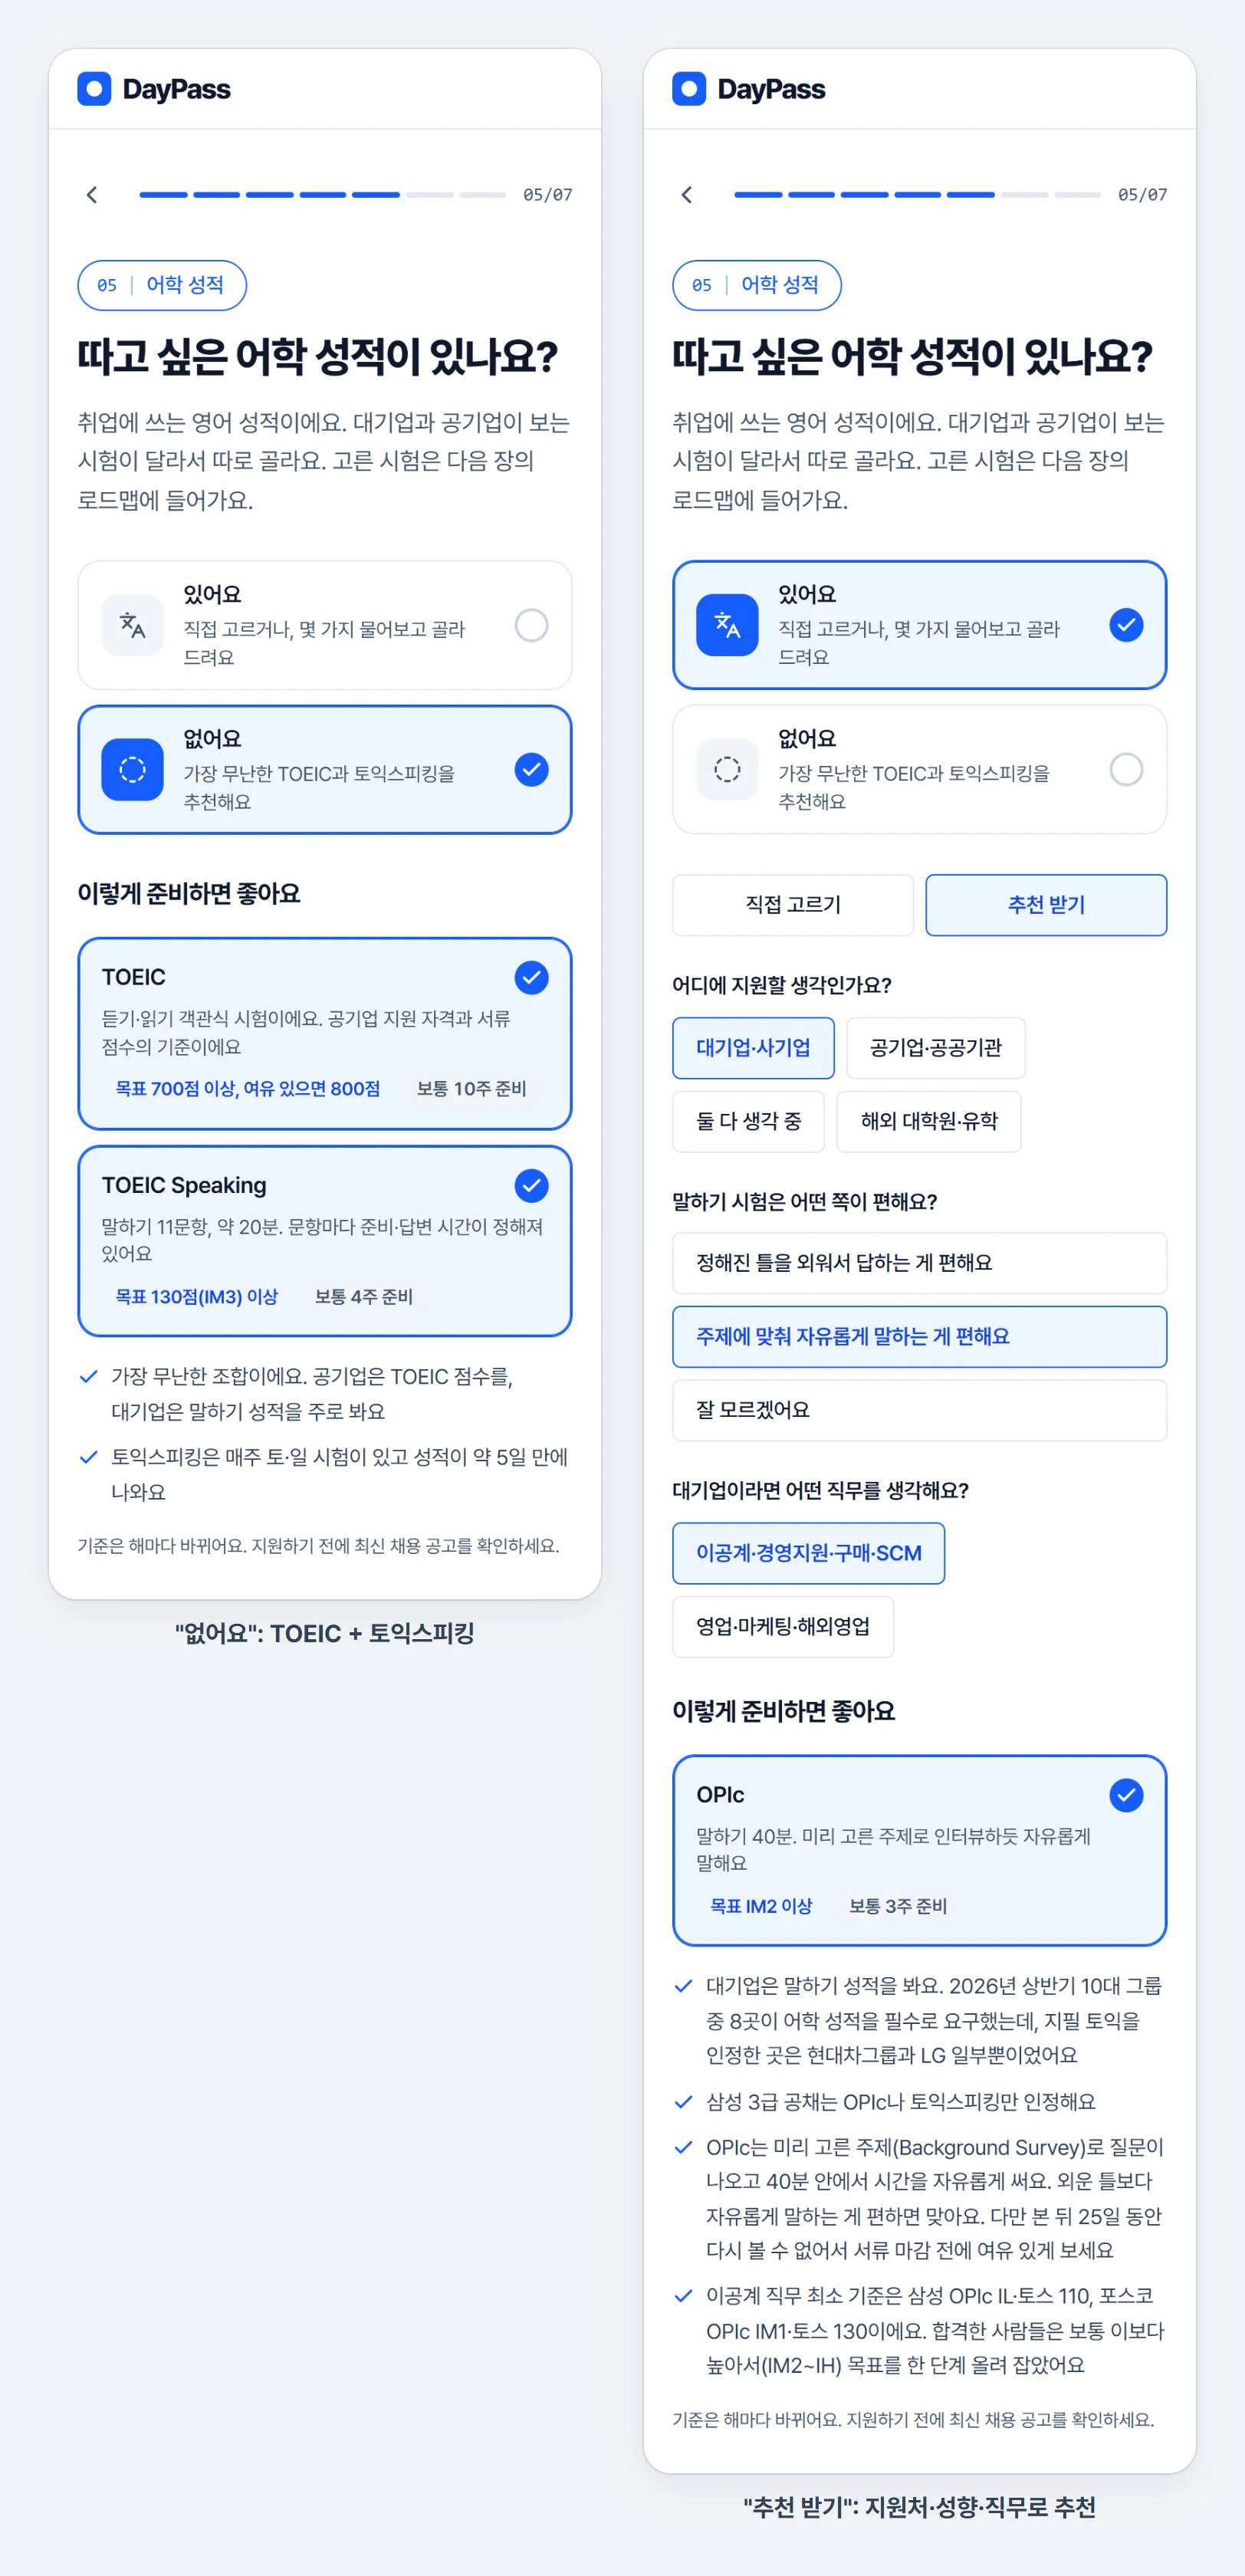 DayPass
05/07
05 | 어학 성적
따고 싶은 어학 성적이 있나요?
취업에 쓰는 영어 성적이에요. 대기업과 공기업이 보는
시험이 달라서 따로 골라요. 고른 시험은 다음 장의
로드맵에 들어가요.
있어요
직접 고르거나, 몇 가지 물어보고 골라
드려요
없어요
가장 무난한 TOEIC과 토익스피킹을
추천해요
이렇게 준비하면 좋아요
TOEIC
듣기·읽기 객관식 시험이에요. 공기업 지원 자격과 서류
점수의 기준이에요
목표 700점 이상, 여유 있으면 800점 보통 10주 준비
TOEIC Speaking
말하기 11문항, 약 20분. 문항마다 준비·답변 시간이 정해져
있어요
목표 130점(IM3) 이상 보통 4주 준비
가장 무난한 조합이에요. 공기업은 TOEIC 점수를,
대기업은 말하기 성적을 주로 봐요
토익스피킹은 매주 토·일 시험이 있고 성적이 약 5일 만에
나와요
기준은 해마다 바뀌어요. 지원하기 전에 최신 채용 공고를 확인하세요.
"없어요": TOEIC + 토익스피킹
DayPass
05/07
05 | 어학 성적
따고 싶은 어학 성적이 있나요?
취업에 쓰는 영어 성적이에요. 대기업과 공기업이 보는
시험이 달라서 따로 골라요. 고른 시험은 다음 장의
로드맵에 들어가요.
있어요
직접 고르거나, 몇 가지 물어보고 골라
드려요
없어요
가장 무난한 TOEIC과 토익스피킹을
추천해요
직접 고르기 추천 받기
어디에 지원할 생각인가요?
대기업·사기업 공기업·공공기관
둘 다 생각 중 해외 대학원·유학
말하기 시험은 어떤 쪽이 편해요?
정해진 틀을 외워서 답하는 게 편해요
주제에 맞춰 자유롭게 말하는 게 편해요
잘 모르겠어요
대기업이라면 어떤 직무를 생각해요?
이공계·경영지원·구매·SCM
영업·마케팅·해외영업
이렇게 준비하면 좋아요
OPIc
말하기 40분. 미리 고른 주제로 인터뷰하듯 자유롭게
말해요
목표 IM2 이상 보통 3주 준비
대기업은 말하기 성적을 봐요. 2026년 상반기 10대 그룹
중 8곳이 어학 성적을 필수로 요구했는데, 지필 토익을
인정한 곳은 현대차그룹과 LG 일부뿐이었어요
삼성 3급 공채는 OPIc나 토익스피킹만 인정해요
OPIc는 미리 고른 주제(Background Survey)로 질문이
나오고 40분 안에서 시간을 자유롭게 써요. 외운 틀보다
자유롭게 말하는 게 편하면 맞아요. 다만 본 뒤 25일 동안
다시 볼 수 없어서 서류 마감 전에 여유 있게 보세요
이공계 직무 최소 기준은 삼성 OPIc IL·토스 110, 포스코
OPIc IM1·토스 130이에요. 합격한 사람들은 보통 이보다
높아서(IM2~IH) 목표를 한 단계 올려 잡았어요
기준은 해마다 바뀌어요. 지원하기 전에 최신 채용 공고를 확인하세요.
"추천 받기": 지원처·성향·직무로 추천